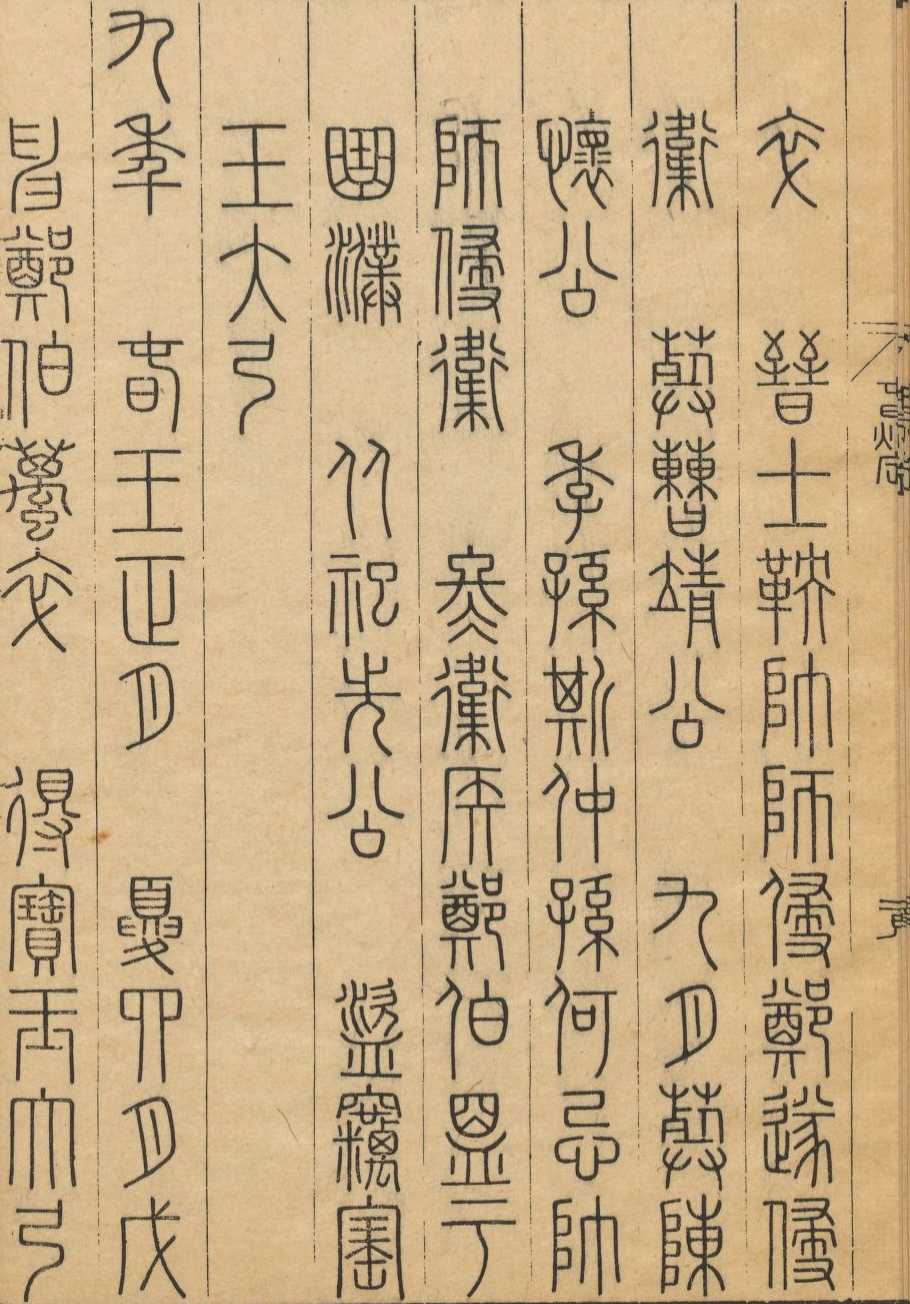 卒　晉士鞅帥師侵鄭遂侵
衛　葬曹靖公　九月葬陳
懷公　季孫斯仲孫何忌帥
師侵衛　冬衛侯鄭伯盟于
曲濮　从祀先公　盜竊寶
玉大弓
九年　春王正月　夏四月戊
申鄭伯蠆卒　得寶玉大弓